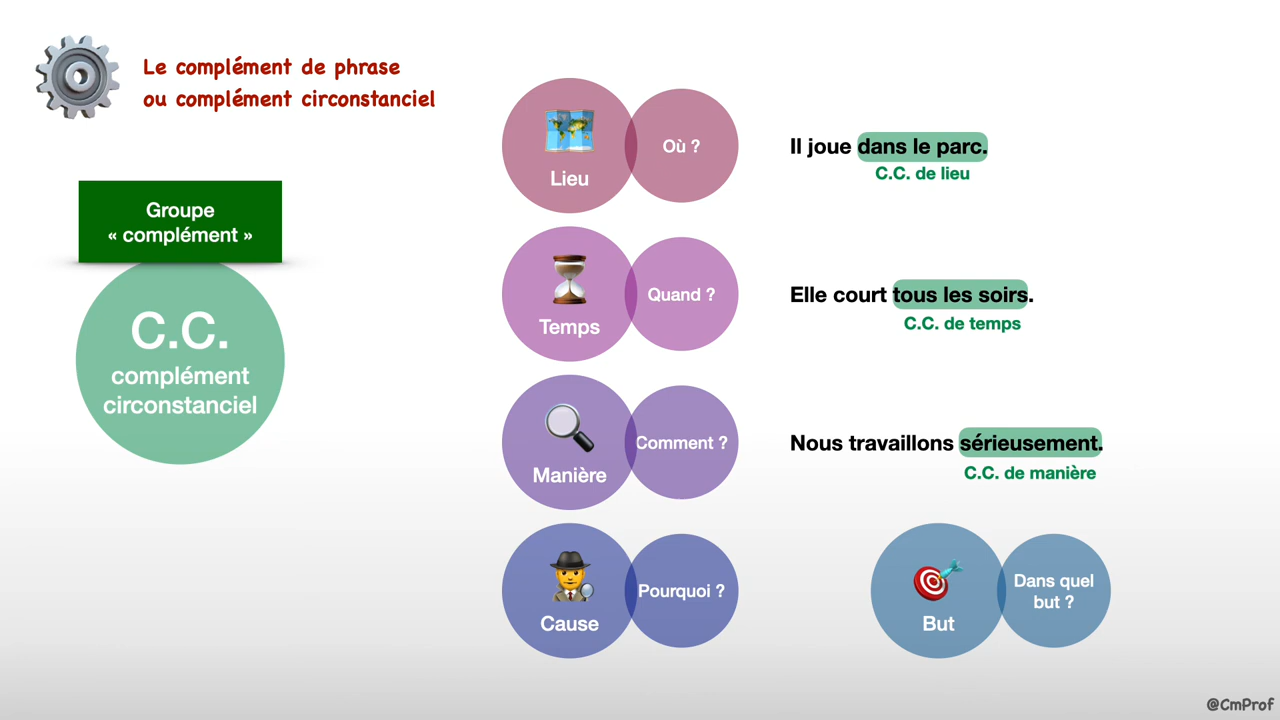 Le complément de phrase
ou complément circonstanciel
Groupe
« complément »
C.C.
complément
circonstanciel
Lieu
Où ?
Il joue dans le parc.
C.C. de lieu
Temps
Quand ?
Elle court tous les soirs.
C.C. de temps
Manière
Comment ?
Nous travaillons sérieusement.
C.C. de manière
Cause
Pourquoi ?
But
Dans quel
but ?
@CmProf